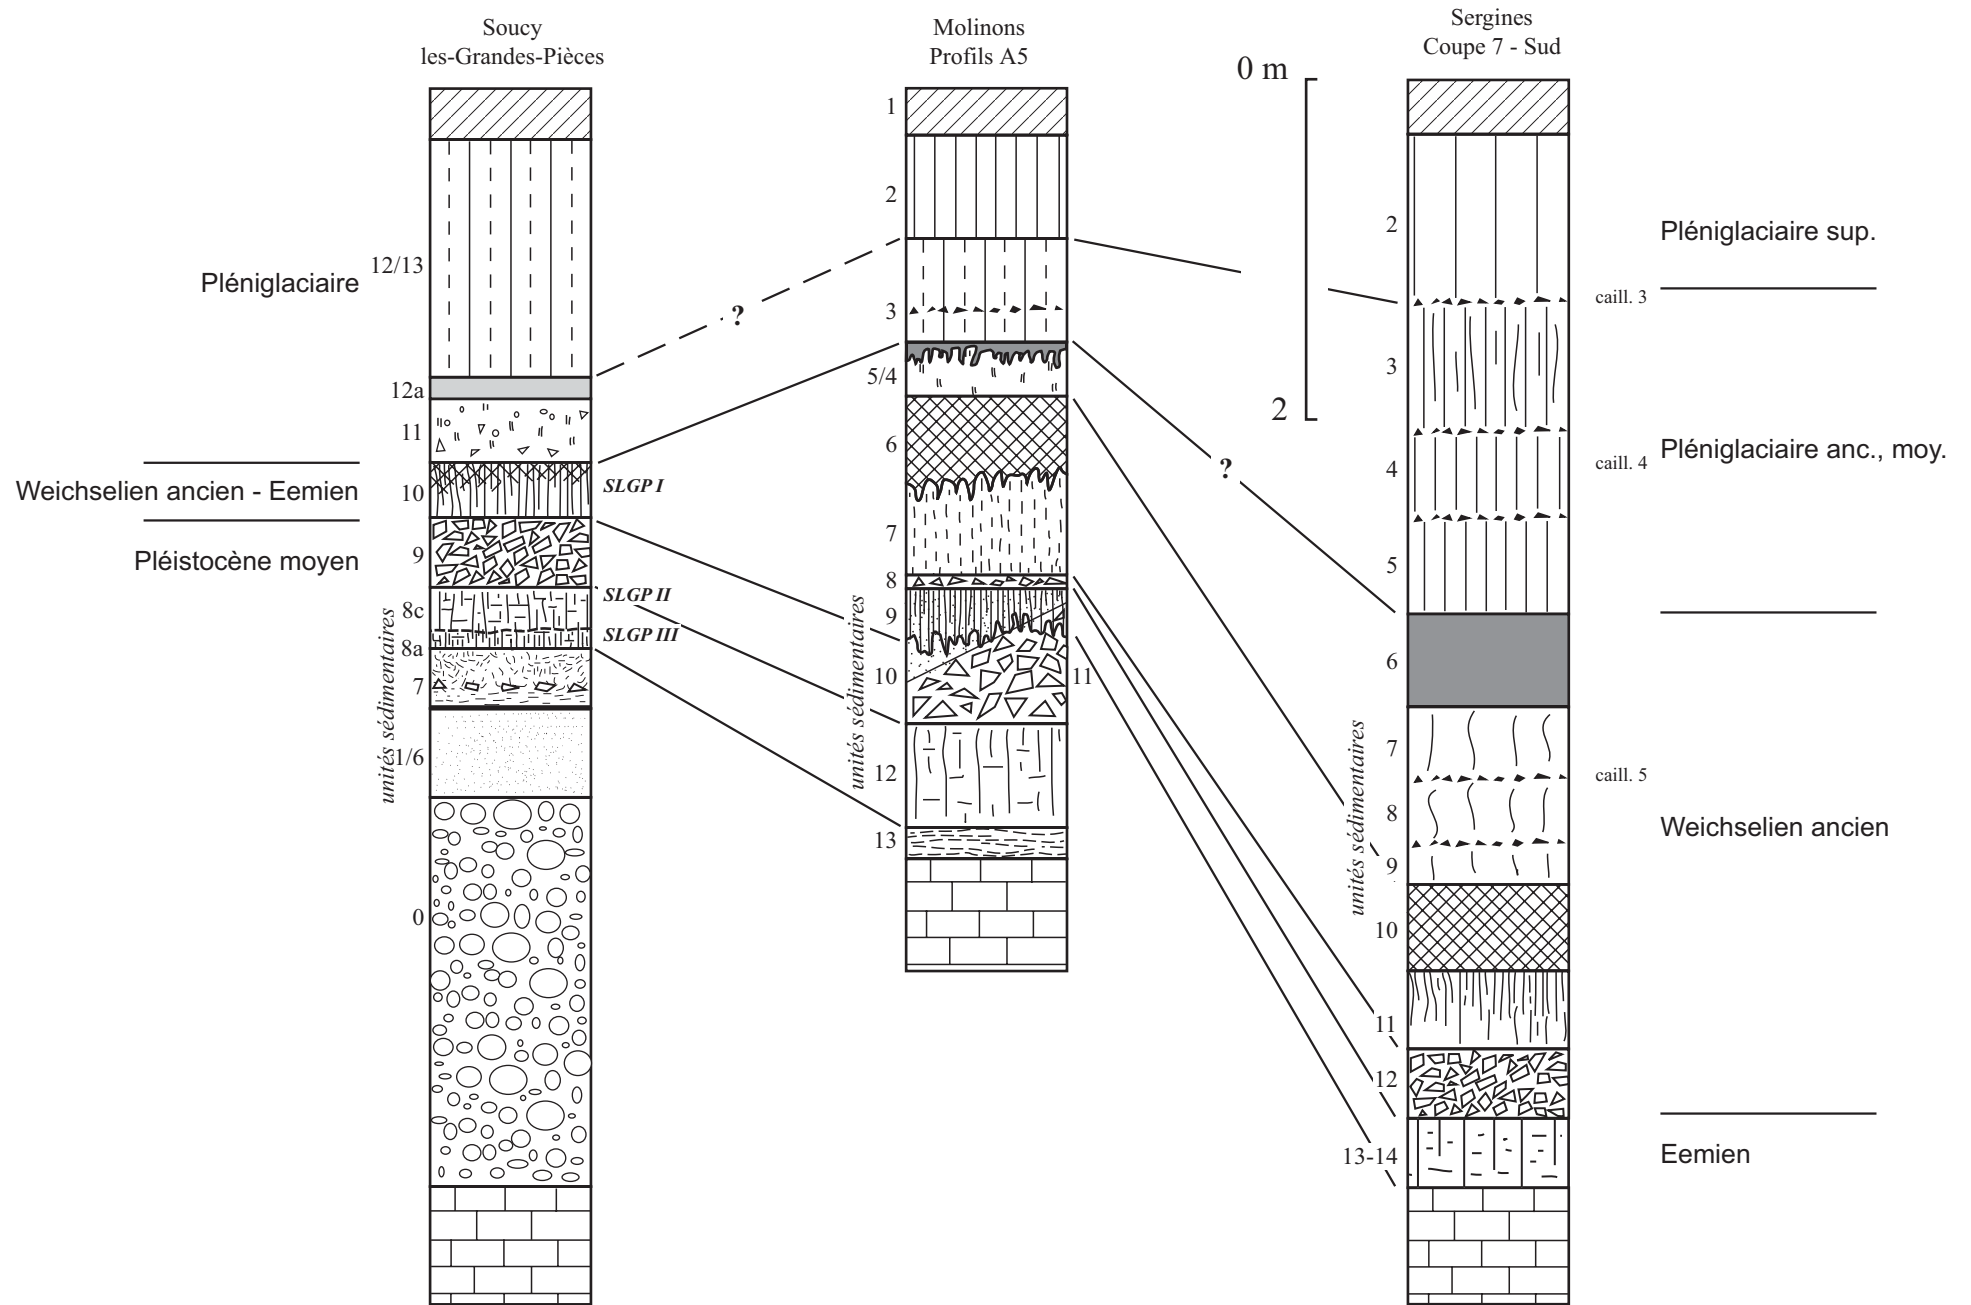 Soucy
les-Grandes-Pièces
Molinons
Profils A5
Sergines
Coupe 7 - Sud
Pléniglaciaire
Weichselien ancien - Eemien
Pléistocène moyen
unités sédimentaires
12/13
12a
11
10
9
8c
8a
7
1/6
0
SLGP I
SLGP II
SLGP III
?
unités sédimentaires
1
2
3
5/4
6
7
8
9
10
11
12
13
?
0 m
2
unités sédimentaires
2
3
4
5
6
7
8
9
10
11
12
13-14
caill. 3
caill. 4
caill. 5
Pléniglaciaire sup.
Pléniglaciaire anc., moy.
Weichselien ancien
Eemien